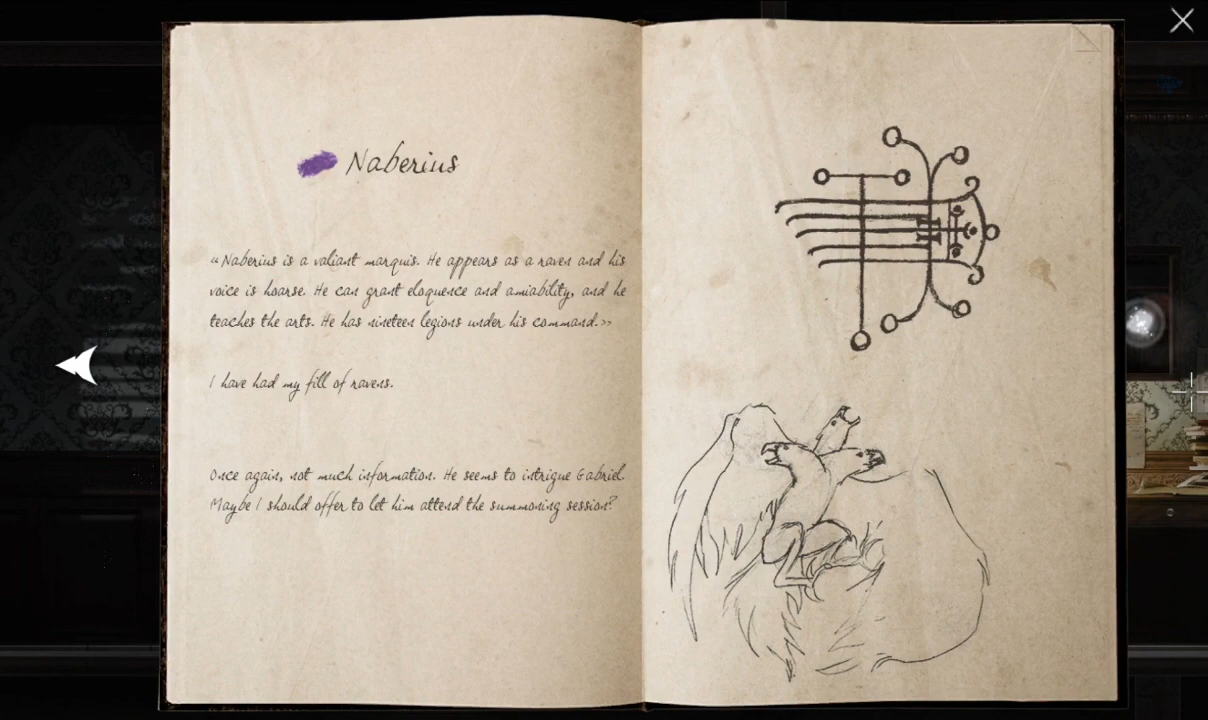 Naberius
«Naberius is a valiant marquis. He appears as a raven and his
voice is hoarse. He can grant eloquence and amiability, and he
teaches the arts. He has nineteen legions under his command.»
I have had my fill of ravens.
Once again, not much information. He seems to intrigue Gabriel.
Maybe I should offer to let him attend the summoning session?